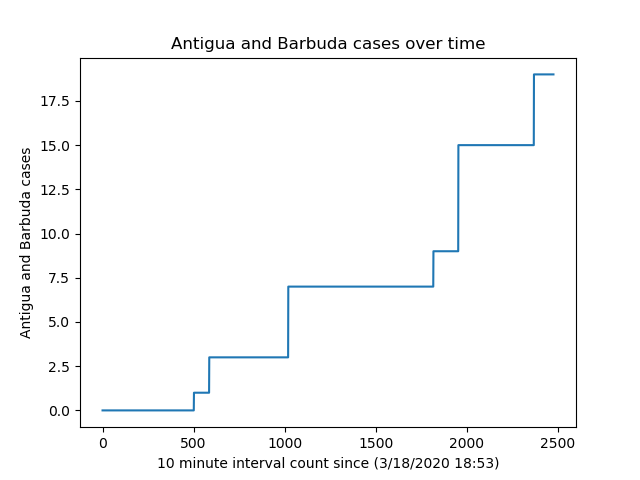 Antigua and Barbuda cases over time
Antigua and Barbuda cases
17.5
15.0
12.5
10.0
7.5
5.0
2.5
0.0
0 500 1000 1500 2000 2500
10 minute interval count since (3/18/2020 18:53)